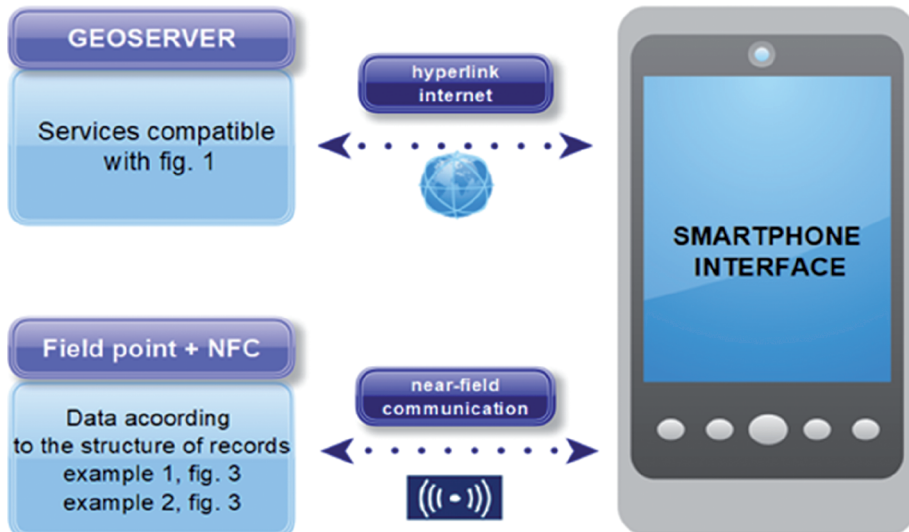 GEOSERVER
Services compatible
with fig. 1
hyperlink
internet
SMARTPHONE
INTERFACE
Field point + NFC
Data acoording
to the structure of records
example 1, fig. 3
example 2, fig. 3
near-field
communication